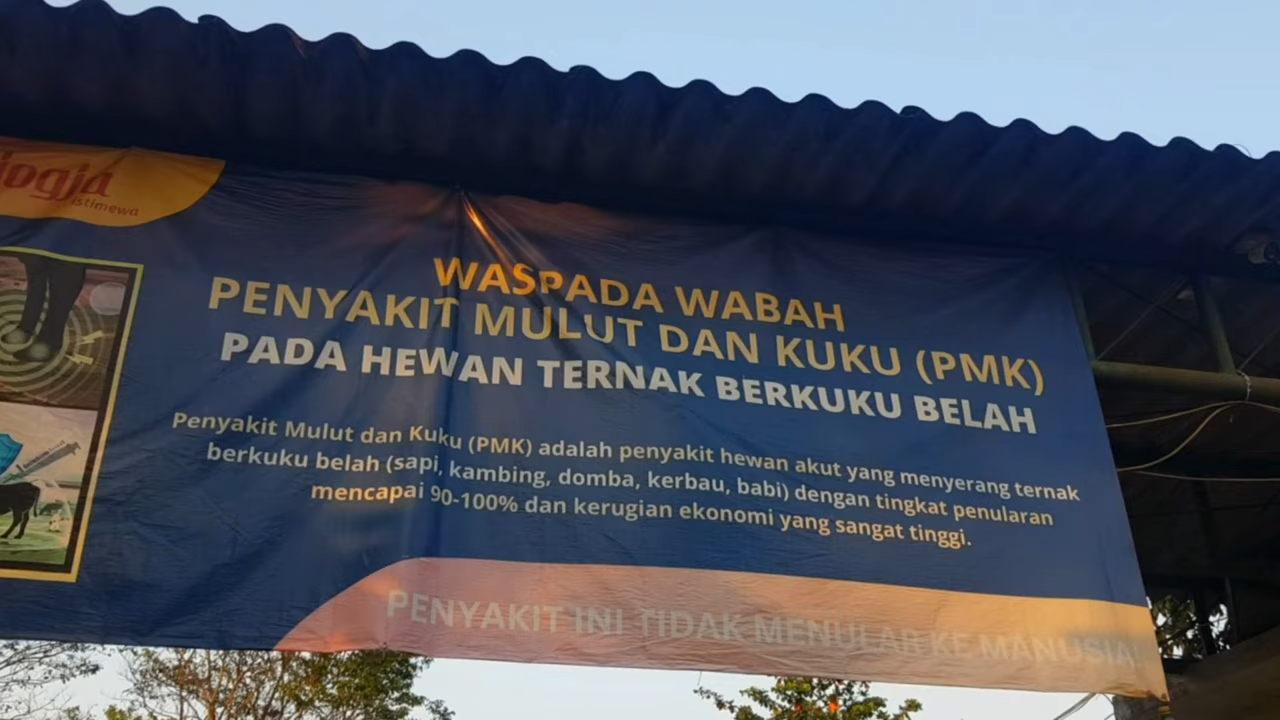 jogja
istimewa
WASPADA WABAH
PENYAKIT MULUT DAN KUKU (PMK)
PADA HEWAN TERNAK BERKUKU BELAH
Penyakit Mulut dan Kuku (PMK) adalah penyakit hewan akut yang menyerang ternak
berkuku belah (sapi, kambing, domba, kerbau, babi) dengan tingkat penularan
mencapai 90-100% dan kerugian ekonomi yang sangat tinggi.
PENYAKIT INI TIDAK MENULAR KE MANUSIA!